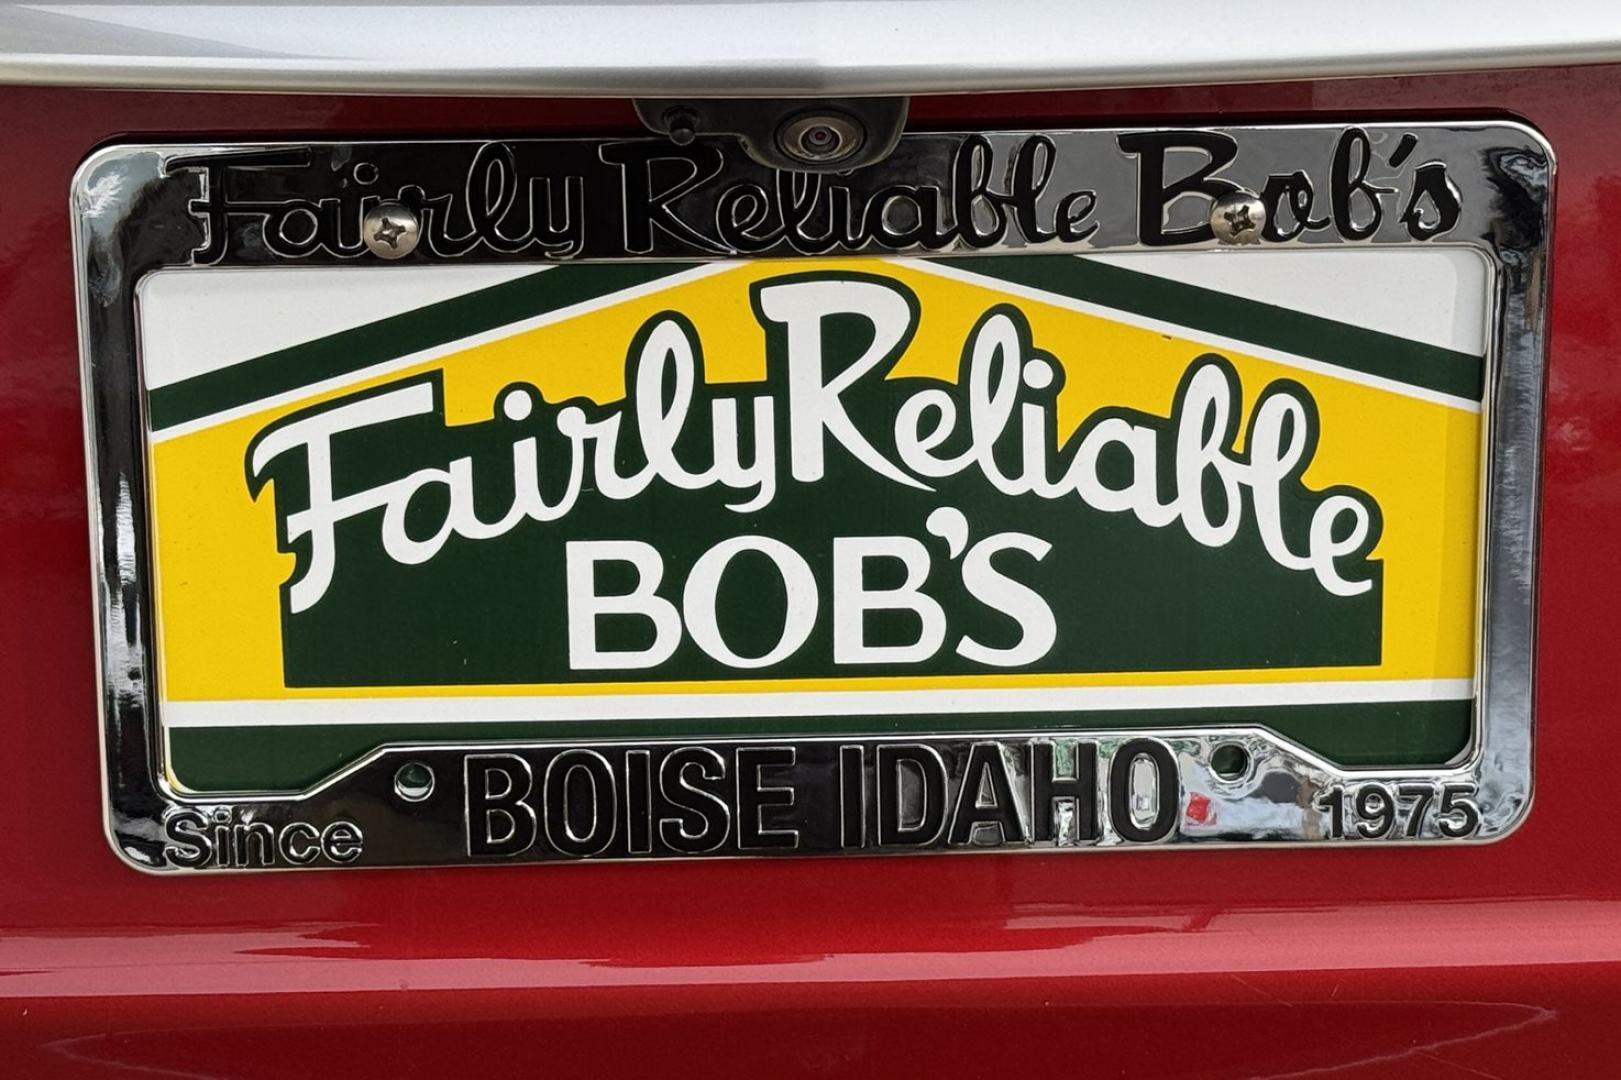 Fairly Reliable Bob's
Fairly Reliable
BOB'S
Since BOISE IDAHO 1975